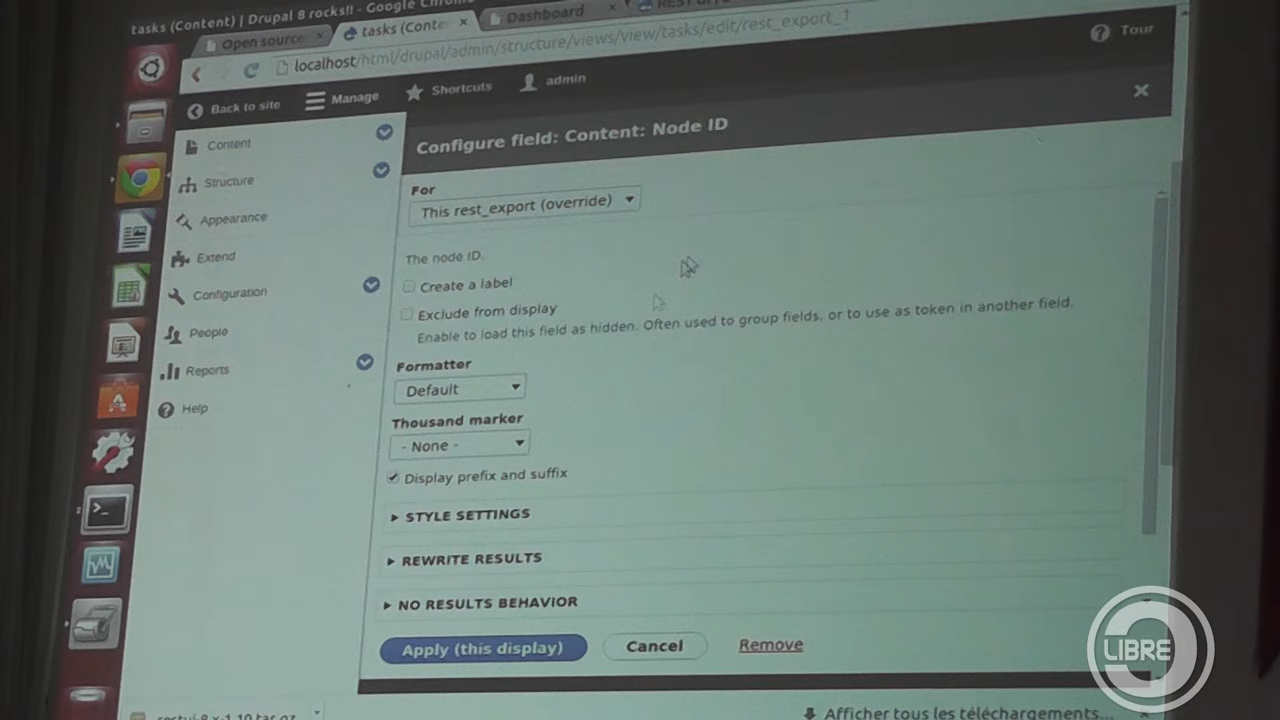 tasks (Content) | Drupal 8 rocks!! - Google Chrome
Open source
tasks (Conte
Dashboard
localhost/html/drupal/admin/structure/views/view/tasks/edit/rest_export_1
Back to site
Manage
Shortcuts
admin
Tour
Content
Structure
Appearance
Extend
Configuration
People
Reports
Help
Configure field: Content: Node ID
For
This rest_export (override)
The node ID.
Create a label
Exclude from display
Enable to load this field as hidden. Often used to group fields, or to use as token in another field.
Formatter
Default
Thousand marker
- None -
Display prefix and suffix
STYLE SETTINGS
REWRITE RESULTS
NO RESULTS BEHAVIOR
Apply (this display)
Cancel
Remove
Afficher tous les téléchargements...
LIBRE